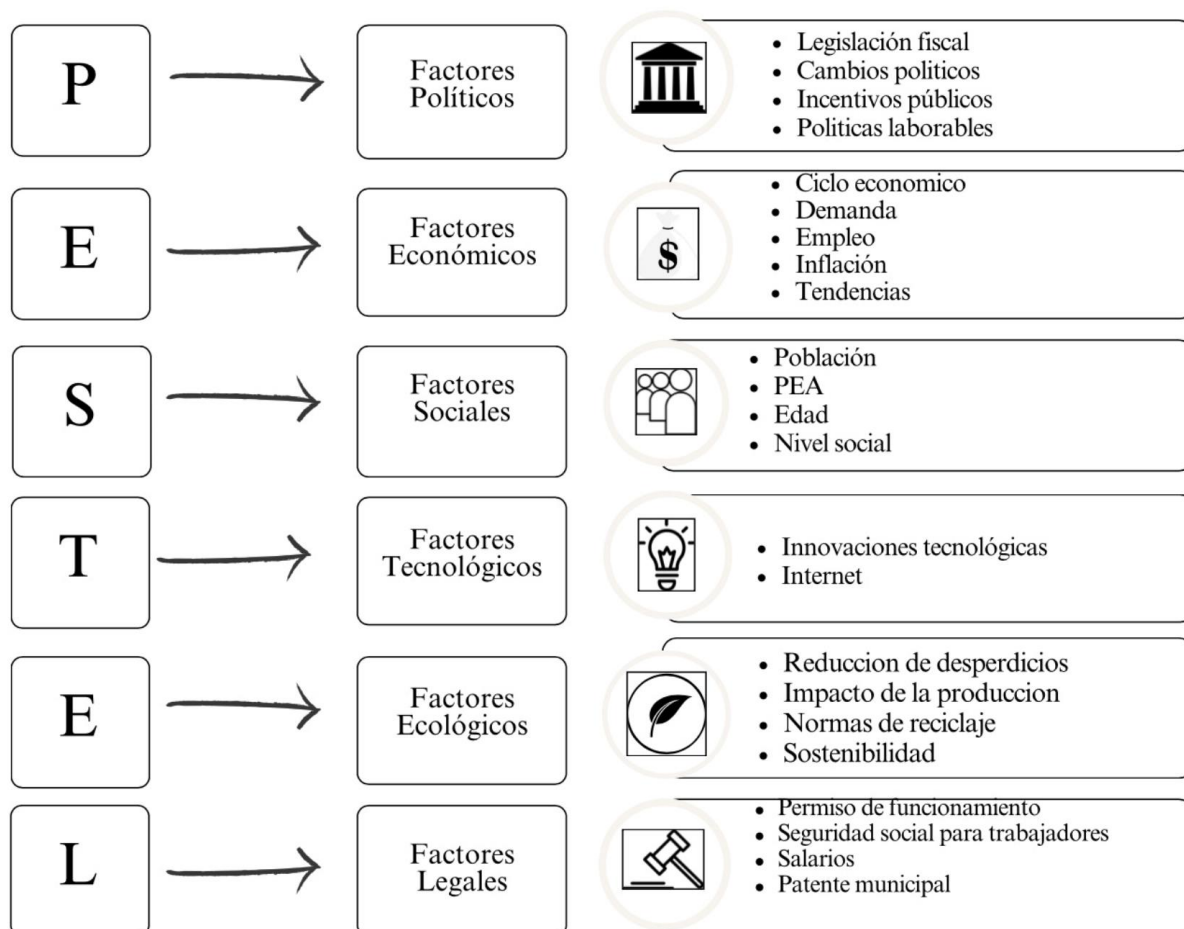 P
Factores
Políticos
• Legislación fiscal
• Cambios politicos
• Incentivos públicos
• Politicas laborables
E
Factores
Económicos
$
• Ciclo economico
• Demanda
• Empleo
• Inflación
• Tendencias
S
Factores
Sociales
• Población
• PEA
• Edad
• Nivel social
T
Factores
Tecnológicos
• Innovaciones tecnológicas
• Internet
E
Factores
Ecológicos
• Reduccion de desperdicios
• Impacto de la produccion
• Normas de reciclaje
• Sostenibilidad
L
Factores
Legales
• Permiso de funcionamiento
• Seguridad social para trabajadores
• Salarios
• Patente municipal